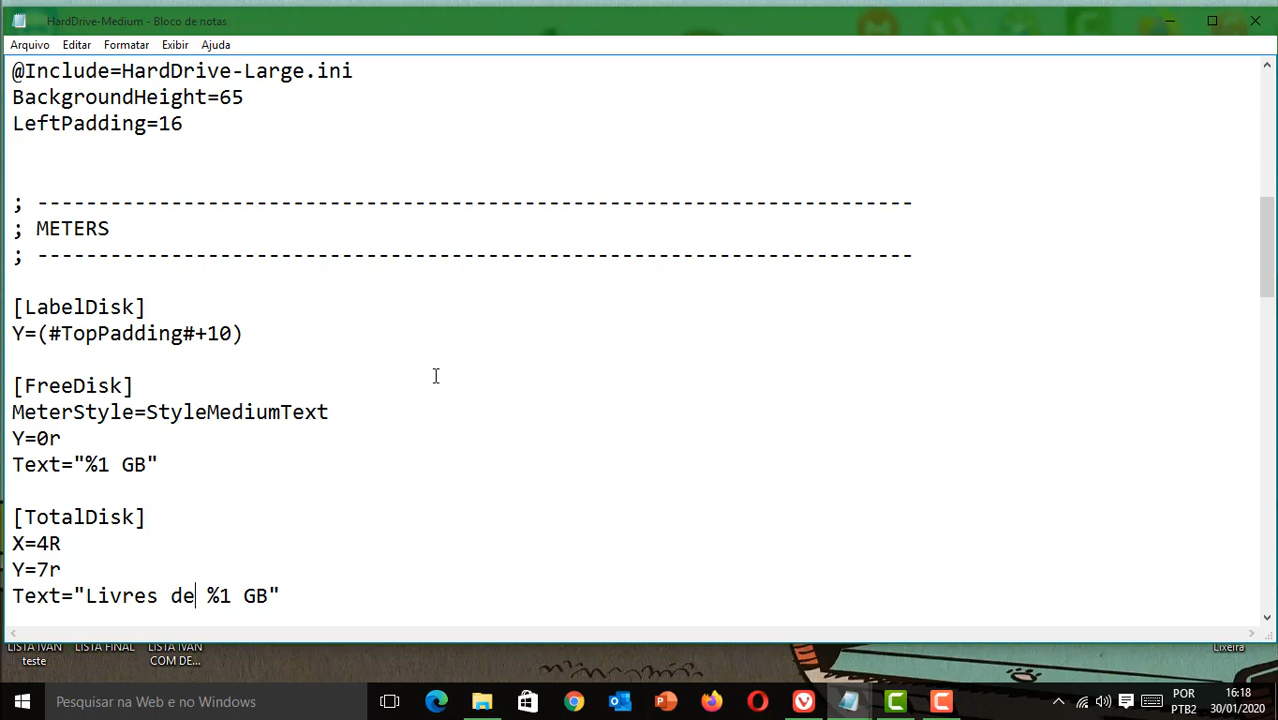 HardDrive-Medium - Bloco de notas
Arquivo Editar Formatar Exibir Ajuda
@Include=HardDrive-Large.ini
BackgroundHeight=65
LeftPadding=16
; ------------------------------------------------------------------------
; METERS
; ------------------------------------------------------------------------
[LabelDisk]
Y=(#TopPadding#+10)
[FreeDisk]
MeterStyle=StyleMediumText
Y=0r
Text="%1 GB"
[TotalDisk]
X=4R
Y=7r
Text="Livres de %1 GB"
LISTA IVAN teste
LISTA FINAL
LISTA IVAN COM DE...
Lixeira
Pesquisar na Web e no Windows
POR
PTB2
16:18
30/01/2020